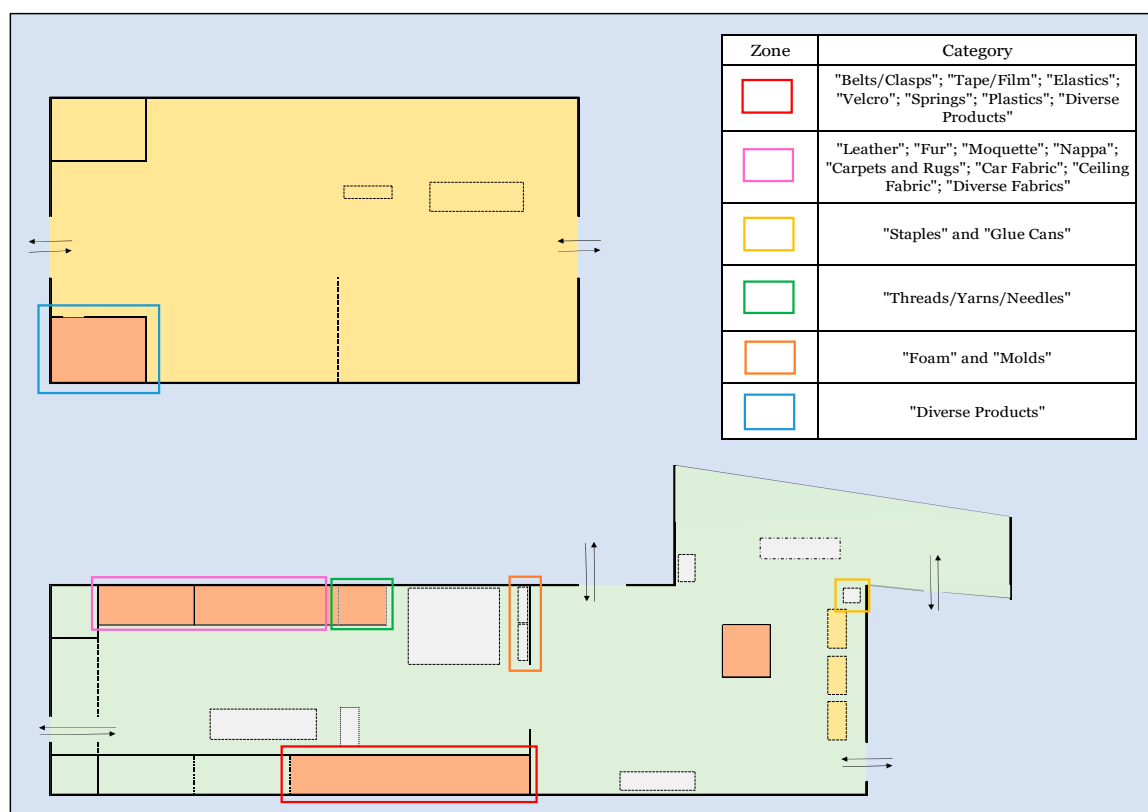 Zone
Category
"Belts/Clasps"; "Tape/Film"; "Elastics";
"Velcro"; "Springs"; "Plastics"; "Diverse
Products"
"Leather"; "Fur"; "Moquette"; "Nappa";
"Carpets and Rugs"; "Car Fabric"; "Ceiling
Fabric"; "Diverse Fabrics"
"Staples" and "Glue Cans"
"Threads/Yarns/Needles"
"Foam" and "Molds"
"Diverse Products"